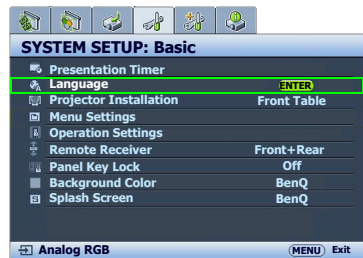 SYSTEM SETUP: Basic
Presentation Timer
Language ENTER
Projector Installation Front Table
Menu Settings
Operation Settings
Remote Receiver Front+Rear
Panel Key Lock Off
Background Color BenQ
Splash Screen BenQ
Analog RGB MENU Exit